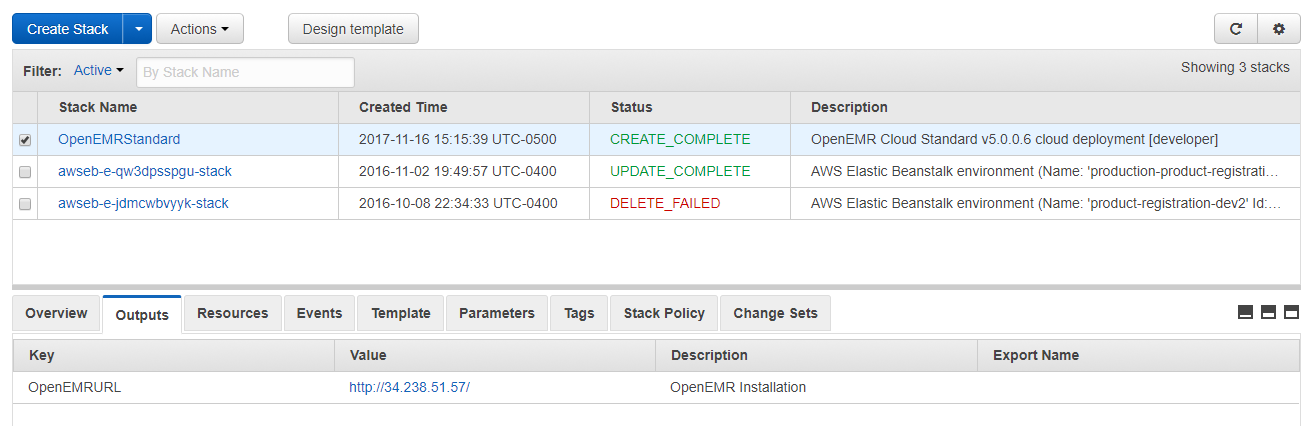 Create Stack Actions Design template
Filter: Active By Stack Name Showing 3 stacks
Stack Name Created Time Status Description
OpenEMRStandard 2017-11-16 15:15:39 UTC-0500 CREATE_COMPLETE OpenEMR Cloud Standard v5.0.0.6 cloud deployment [developer]
awseb-e-qw3dpsspgu-stack 2016-11-02 19:49:57 UTC-0400 UPDATE_COMPLETE AWS Elastic Beanstalk environment (Name: 'production-product-registrati…
awseb-e-jdmcwbvyyk-stack 2016-10-08 22:34:33 UTC-0400 DELETE_FAILED AWS Elastic Beanstalk environment (Name: 'product-registration-dev2' Id:…
Overview Outputs Resources Events Template Parameters Tags Stack Policy Change Sets
Key Value Description Export Name
OpenEMRURL http://34.238.51.57/ OpenEMR Installation